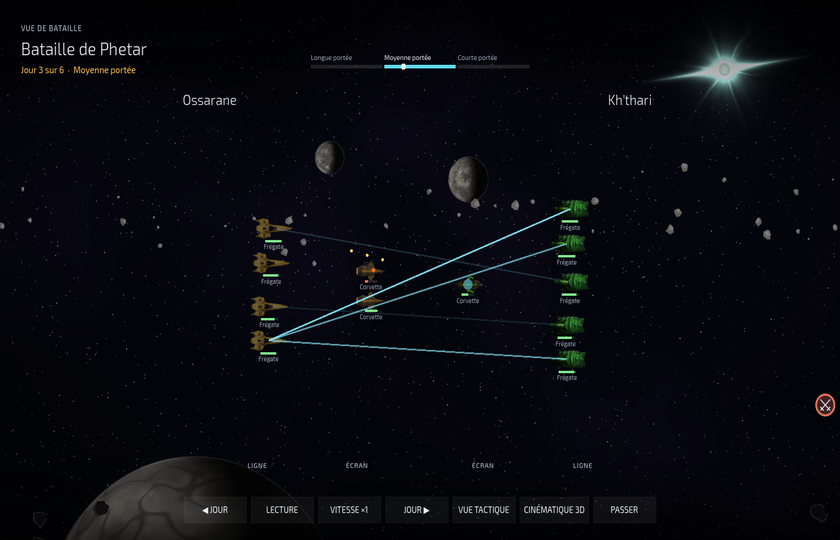 VUE DE BATAILLE
Bataille de Phetar
Jour 3 sur 6 · Moyenne portée
Longue portée
Moyenne portée
Courte portée
Ossarane
Kh'thari
Frégate
Frégate
Frégate
Frégate
Corvette
Corvette
Corvette
Frégate
Frégate
Frégate
Frégate
Frégate
LIGNE
ÉCRAN
ÉCRAN
LIGNE
◀ JOUR
LECTURE
VITESSE ×1
JOUR ▶
VUE TACTIQUE
CINÉMATIQUE 3D
PASSER